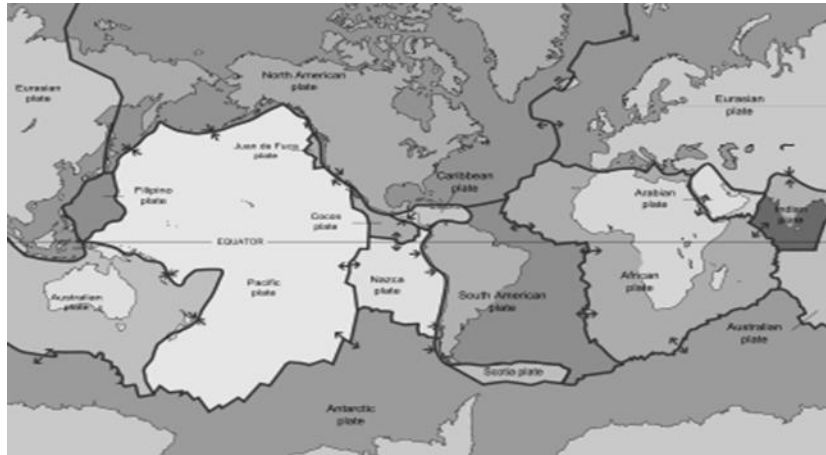 North American
plate
Eurasian
plate
Eurasian
plate
Juan de Fuca
plate
Caribbean
plate
Pilipino
plate
Arabian
plate
Cocos
plate
Indian
plate
EQUATOR
Pacific
plate
Nazca
plate
African
plate
Australian
plate
South American
plate
Australian
plate
Scotia plate
Antarctic
plate